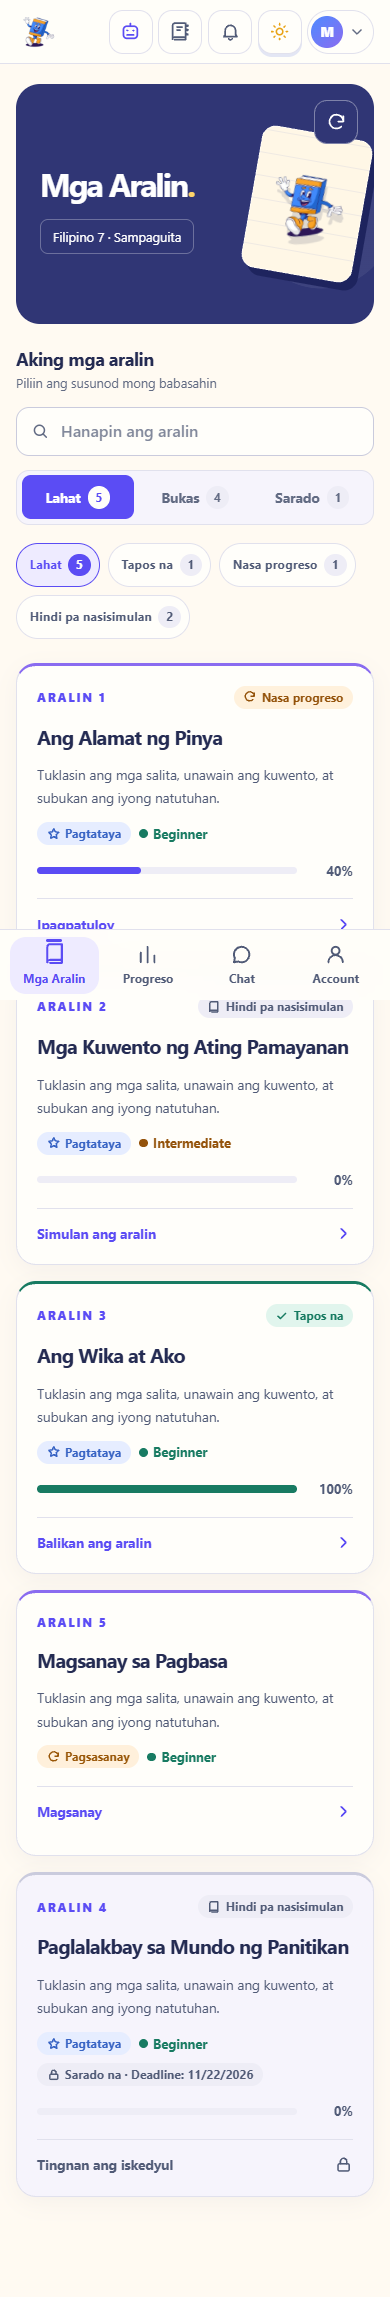 M
Mga Aralin.
Filipino 7 · Sampaguita
Aking mga aralin
Piliin ang susunod mong babasahin
Hanapin ang aralin
Lahat 5 Bukas 4 Sarado 1
Lahat 5 Tapos na 1 Nasa progreso 1
Hindi pa nasisimulan 2
ARALIN 1 Nasa progreso
Ang Alamat ng Pinya
Tuklasin ang mga salita, unawain ang kuwento, at
subukan ang iyong natutuhan.
Pagtataya Beginner
40%
Ipagpatuloy
Mga Aralin Progreso Chat Account
ARALIN 2 Hindi pa nasisimulan
Mga Kuwento ng Ating Pamayanan
Tuklasin ang mga salita, unawain ang kuwento, at
subukan ang iyong natutuhan.
Pagtataya Intermediate
0%
Simulan ang aralin
ARALIN 3 Tapos na
Ang Wika at Ako
Tuklasin ang mga salita, unawain ang kuwento, at
subukan ang iyong natutuhan.
Pagtataya Beginner
100%
Balikan ang aralin
ARALIN 5
Magsanay sa Pagbasa
Tuklasin ang mga salita, unawain ang kuwento, at
subukan ang iyong natutuhan.
Pagsasanay Beginner
Magsanay
ARALIN 4 Hindi pa nasisimulan
Paglalakbay sa Mundo ng Panitikan
Tuklasin ang mga salita, unawain ang kuwento, at
subukan ang iyong natutuhan.
Pagtataya Beginner
Sarado na · Deadline: 11/22/2026
0%
Tingnan ang iskedyul